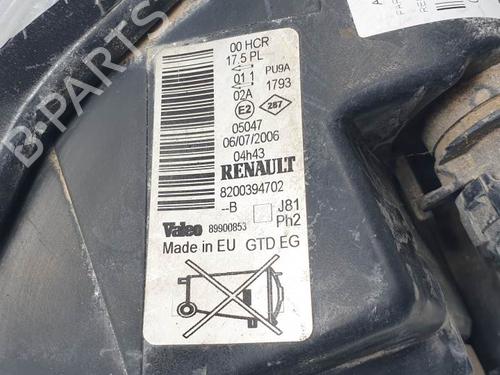 00 HCR
17.5 PL
01 1 PU9A
02A 1793
E2 287
05047
06/07/2006
04h43
RENAULT
8200394702
--B J81
Ph2
Valeo 89900853
Made in EU GTD EG